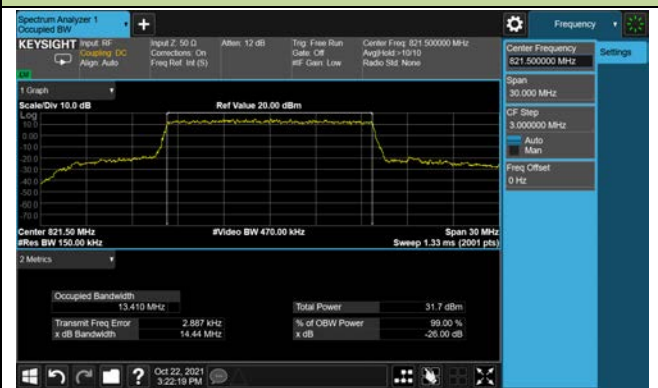 Spectrum Analyzer 1
Occupied BW
Frequency
KEYSIGHT
Input: RF
Coupling: DC
Align: Auto
Input Z: 50 Ω
Corrections: On
Freq Ref: Int (S)
Atten: 12 dB
Trig: Free Run
Gate: Off
#IF Gain: Low
Center Freq: 821.500000 MHz
Avg|Hold:>10/10
Radio Std: None
Center Frequency
821.500000 MHz
Settings
Span
30.000 MHz
CF Step
3.000000 MHz
Auto
Man
Freq Offset
0 Hz
1 Graph
Scale/Div 10.0 dB
Ref Value 20.00 dBm
Log
10.0
0.00
-10.0
-20.0
-30.0
-40.0
-50.0
-60.0
-70.0
Center 821.50 MHz
#Video BW 470.00 kHz
Span 30 MHz
#Res BW 150.00 kHz
Sweep 1.33 ms (2001 pts)
2 Metrics
Occupied Bandwidth
13.410 MHz
Total Power 31.7 dBm
Transmit Freq Error 2.887 kHz
% of OBW Power 99.00 %
x dB Bandwidth 14.44 MHz
x dB -26.00 dB
?
Oct 22, 2021
3:22:19 PM